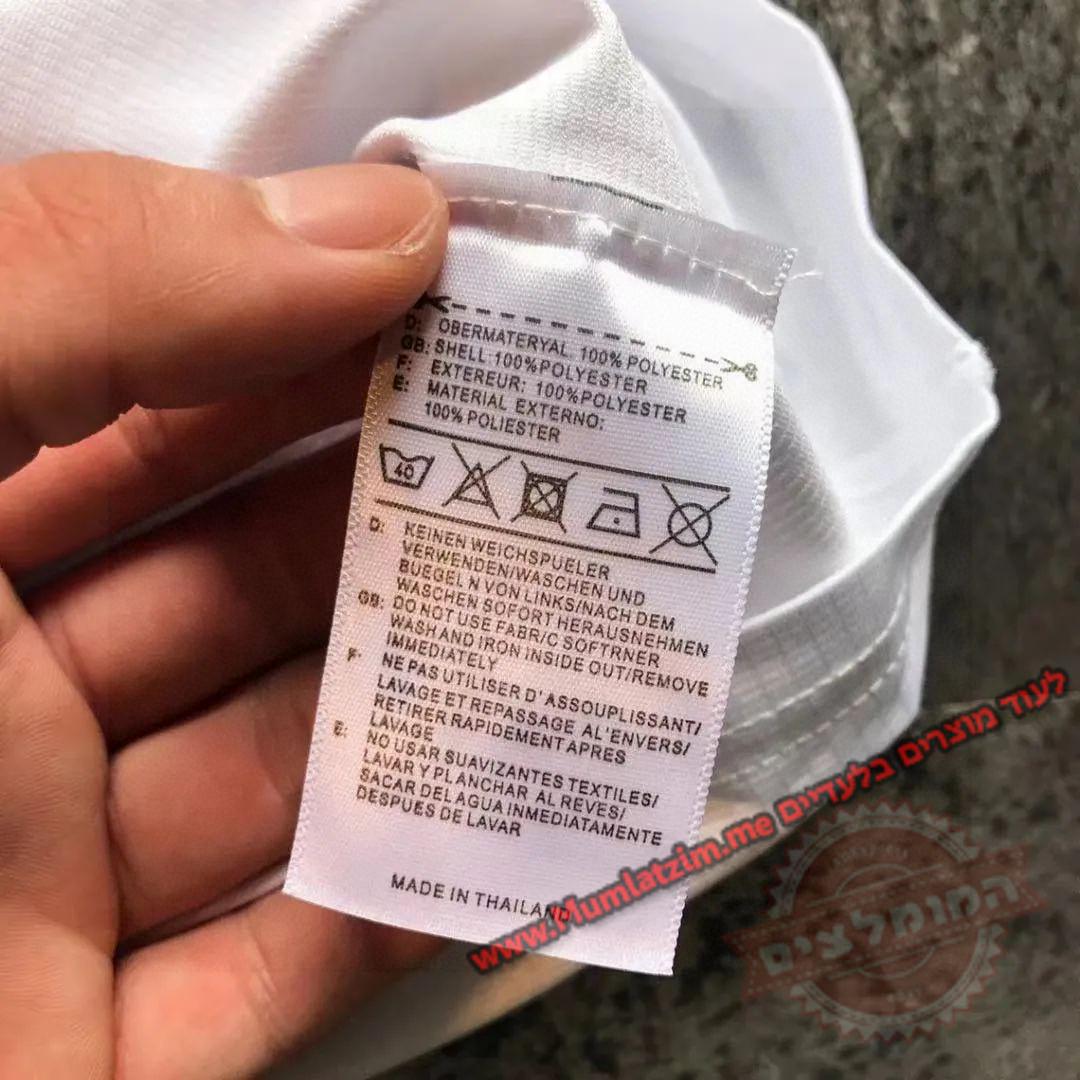 D: OBERMATERYAL 100% POLYESTER
GB: SHELL 100%POLYESTER
F: EXTEREUR: 100%POLYESTER
E: MATERIAL EXTERNO:
100% POLIESTER
40
D: KEINEN WEICHSPUELER
VERWENDEN/WASCHEN UND
BUEGEL N VON LINKS/NACH DEM
WASCHEN SOFORT HERAUSNEHMEN
GB: DO NOT USE FABR/C SOFTRNER
WASH AND IRON INSIDE OUT/REMOVE
IMMEDIATELY
F: NE PAS UTILISER D'ASSOUPLISSANT/
LAVAGE ET REPASSAGE AL'ENVERS/
RETIRER RAPIDEMENT APRES
LAVAGE
E: NO USAR SUAVIZANTES TEXTILES/
LAVAR Y PLANCHAR AL REVES/
SACAR DEL AGUA INMEDIATAMENTE
DESPUES DE LAVAR
MADE IN THAILAND
לעוד מוצרים בלעדיים www.Mumlatzim.me
המומלצים